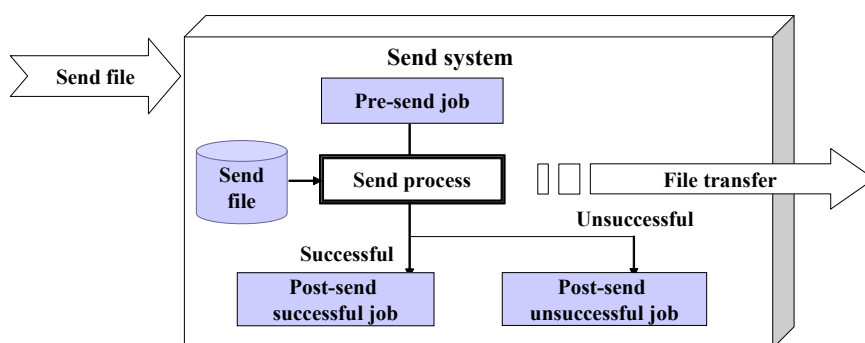 Send system
Send file
Pre-send job
Send
file
Send process
File transfer
Unsuccessful
Successful
Post-send
successful job
Post-send
unsuccessful job